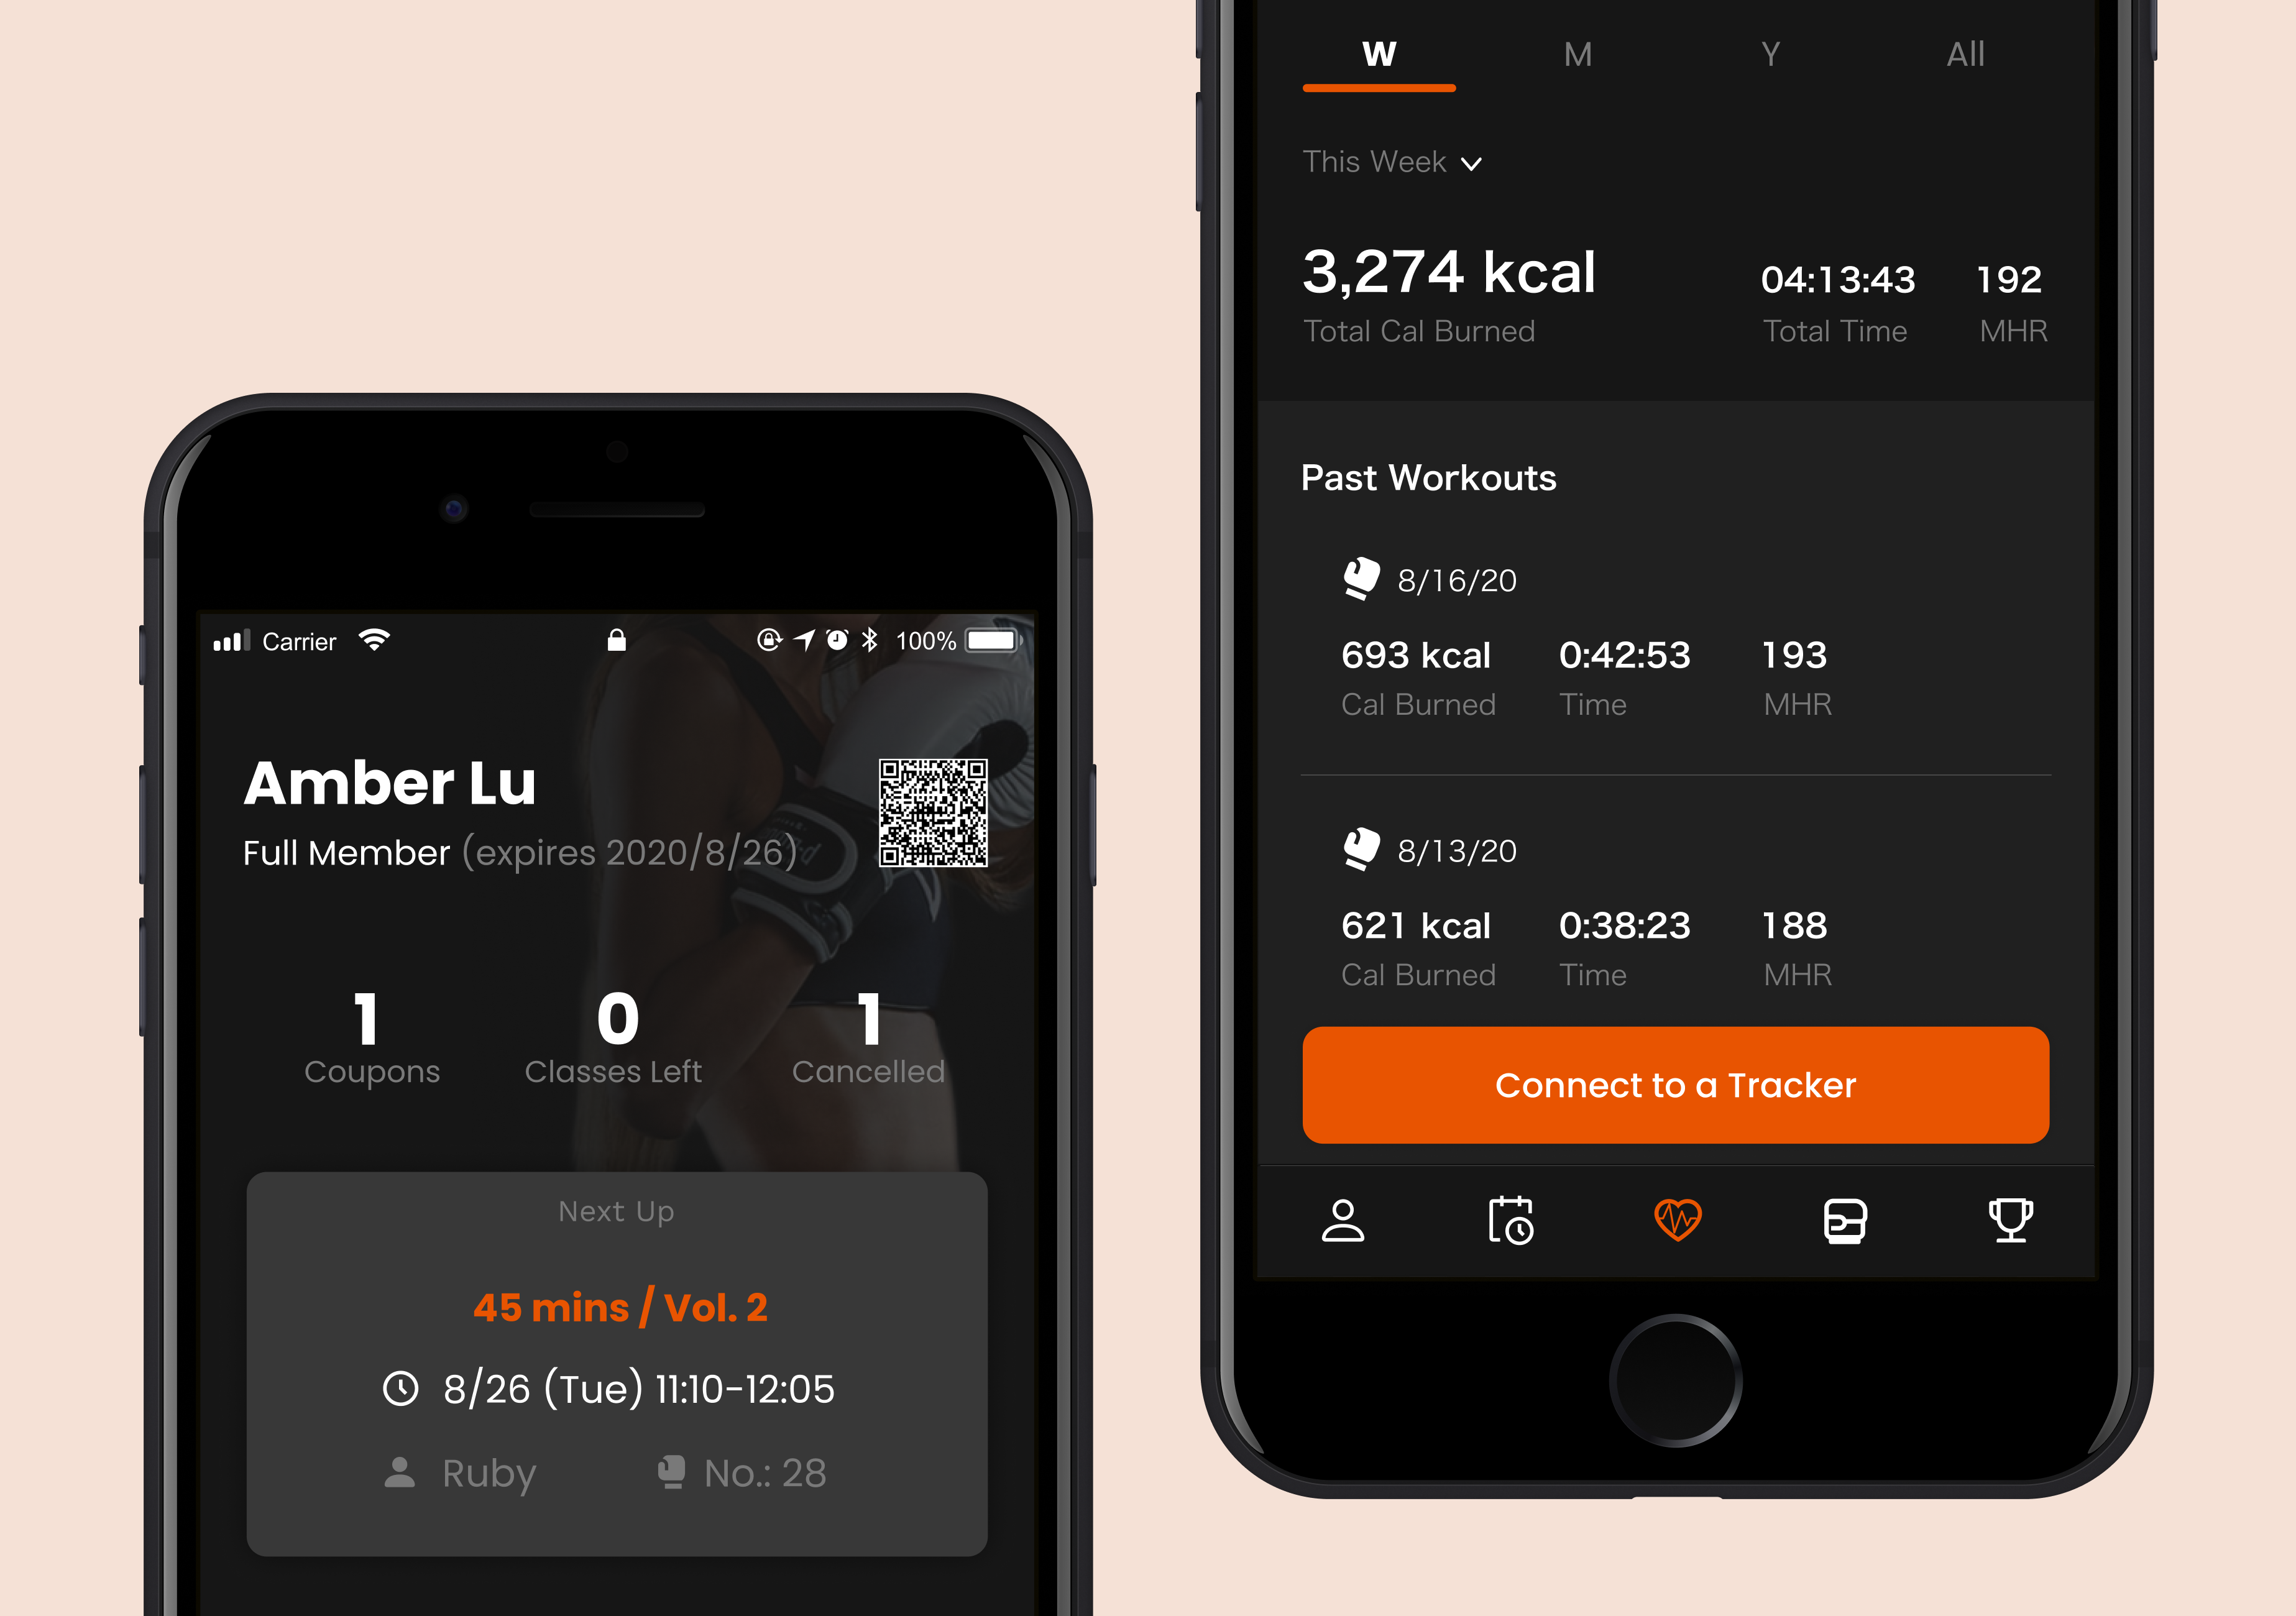 Carrier 100%
Amber Lu
Full Member (expires 2020/8/26)
1 0 1
Coupons Classes Left Cancelled
Next Up
45 mins / Vol. 2
8/26 (Tue) 11:10-12:05
Ruby No.: 28
W M Y All
This Week
3,274 kcal 04:13:43 192
Total Cal Burned Total Time MHR
Past Workouts
8/16/20
693 kcal 0:42:53 193
Cal Burned Time MHR
8/13/20
621 kcal 0:38:23 188
Cal Burned Time MHR
Connect to a Tracker